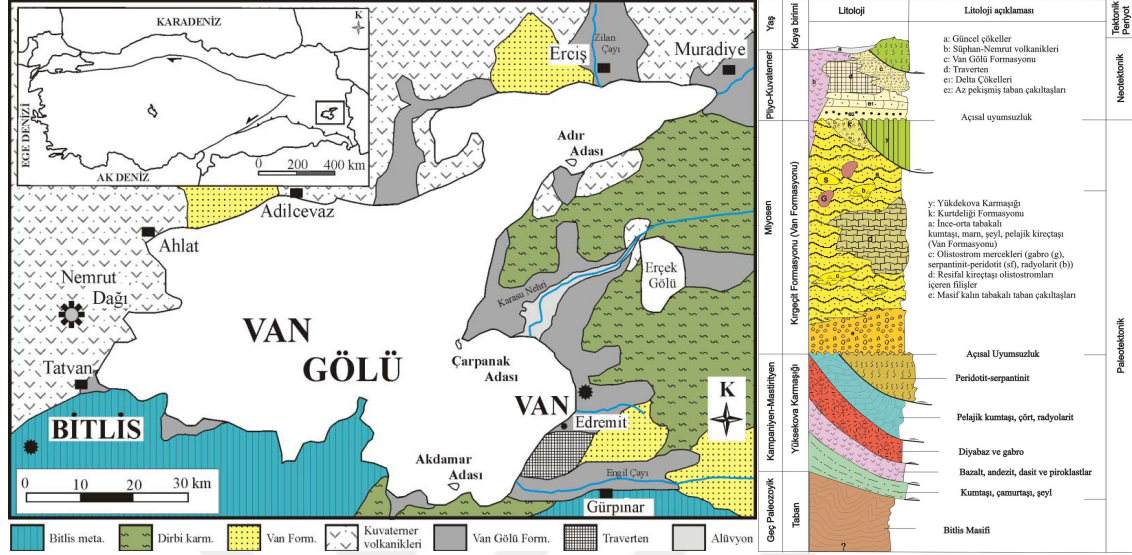 KARADENİZ
K
EGE DENİZİ
AKDENİZ
0 200 400 km
Erciş
Zilan
Çayı
Muradiye
Adır
Adası
Adilcevaz
Ahlat
Nemrut
Dağı
Erçek
Gölü
Karasu Nehri
VAN
GÖLÜ
Tatvan
Çarpanak
Adası
VAN
K
BİTLİS
Edremit
Akdamar
Adası
Engil Çayı
Gürpınar
0 10 20 30 km
Bitlis meta.
Dirbi karm.
Van Form.
Kuvaterner
volkanikleri
Van Gölü Form.
Traverten
Alüvyon
Yaş
Kaya birimi
Litoloji
Litoloji açıklaması
Tektonik
Periyot
Pliyo-Kuvaterner
a: Güncel çökeller
b: Süphan-Nemrut volkanikleri
c: Van Gölü Formasyonu
d: Traverten
e1: Delta Çökelleri
e2: Az pekişmiş taban çakıltaşları
Neotektonik
a
b
c
d
e1
e2
Açısal uyumsuzluk
Miyosen
Kırgeçit Formasyonu (Van Formasyonu)
k
y
a
S
b
G
d
c
e
y: Yükdekova Karmaşığı
k: Kurtdeliği Formasyonu
a: İnce-orta tabakalı
kumtaşı, marn, şeyl, pelajik kireçtaşı
(Van Formasyonu)
c: Olistostrom mercekleri (gabro (g),
serpantinit-peridotit (sf), radyolarit (b))
d: Resifal kireçtaşı olistostromları
içeren filişler
e: Masif kalın tabakalı taban çakıltaşları
Paleotektonik
Açısal Uyumsuzluk
Kampaniyen-Mastiritiyen
Yüksekova Karmaşığı
Peridotit-serpantinit
Pelajik kumtaşı, çört, radyolarit
Diyabaz ve gabro
Bazalt, andezit, dasit ve piroklastlar
Kumtaşı, çamurtaşı, şeyl
Geç Paleozoyik
Taban
Bitlis Masifi
?